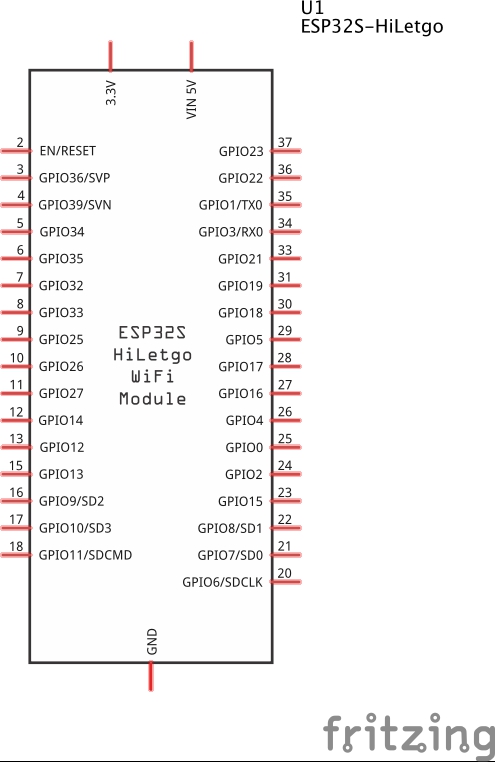 U1
ESP32S-HiLetgo
3.3V
VIN 5V
2 EN/RESET GPIO23 37
3 GPIO36/SVP GPIO22 36
4 GPIO39/SVN GPIO1/TX0 35
5 GPIO34 GPIO3/RX0 34
6 GPIO35 GPIO21 33
7 GPIO32 GPIO19 31
8 GPIO33 GPIO18 30
9 GPIO25 GPIO5 29
10 GPIO26 GPIO17 28
11 GPIO27 GPIO16 27
12 GPIO14 GPIO4 26
13 GPIO12 GPIO0 25
15 GPIO13 GPIO2 24
16 GPIO9/SD2 GPIO15 23
17 GPIO10/SD3 GPIO8/SD1 22
18 GPIO11/SDCMD GPIO7/SD0 21
GPIO6/SDCLK 20
ESP32S
HiLetgo
WiFi
Module
GND
fritzing